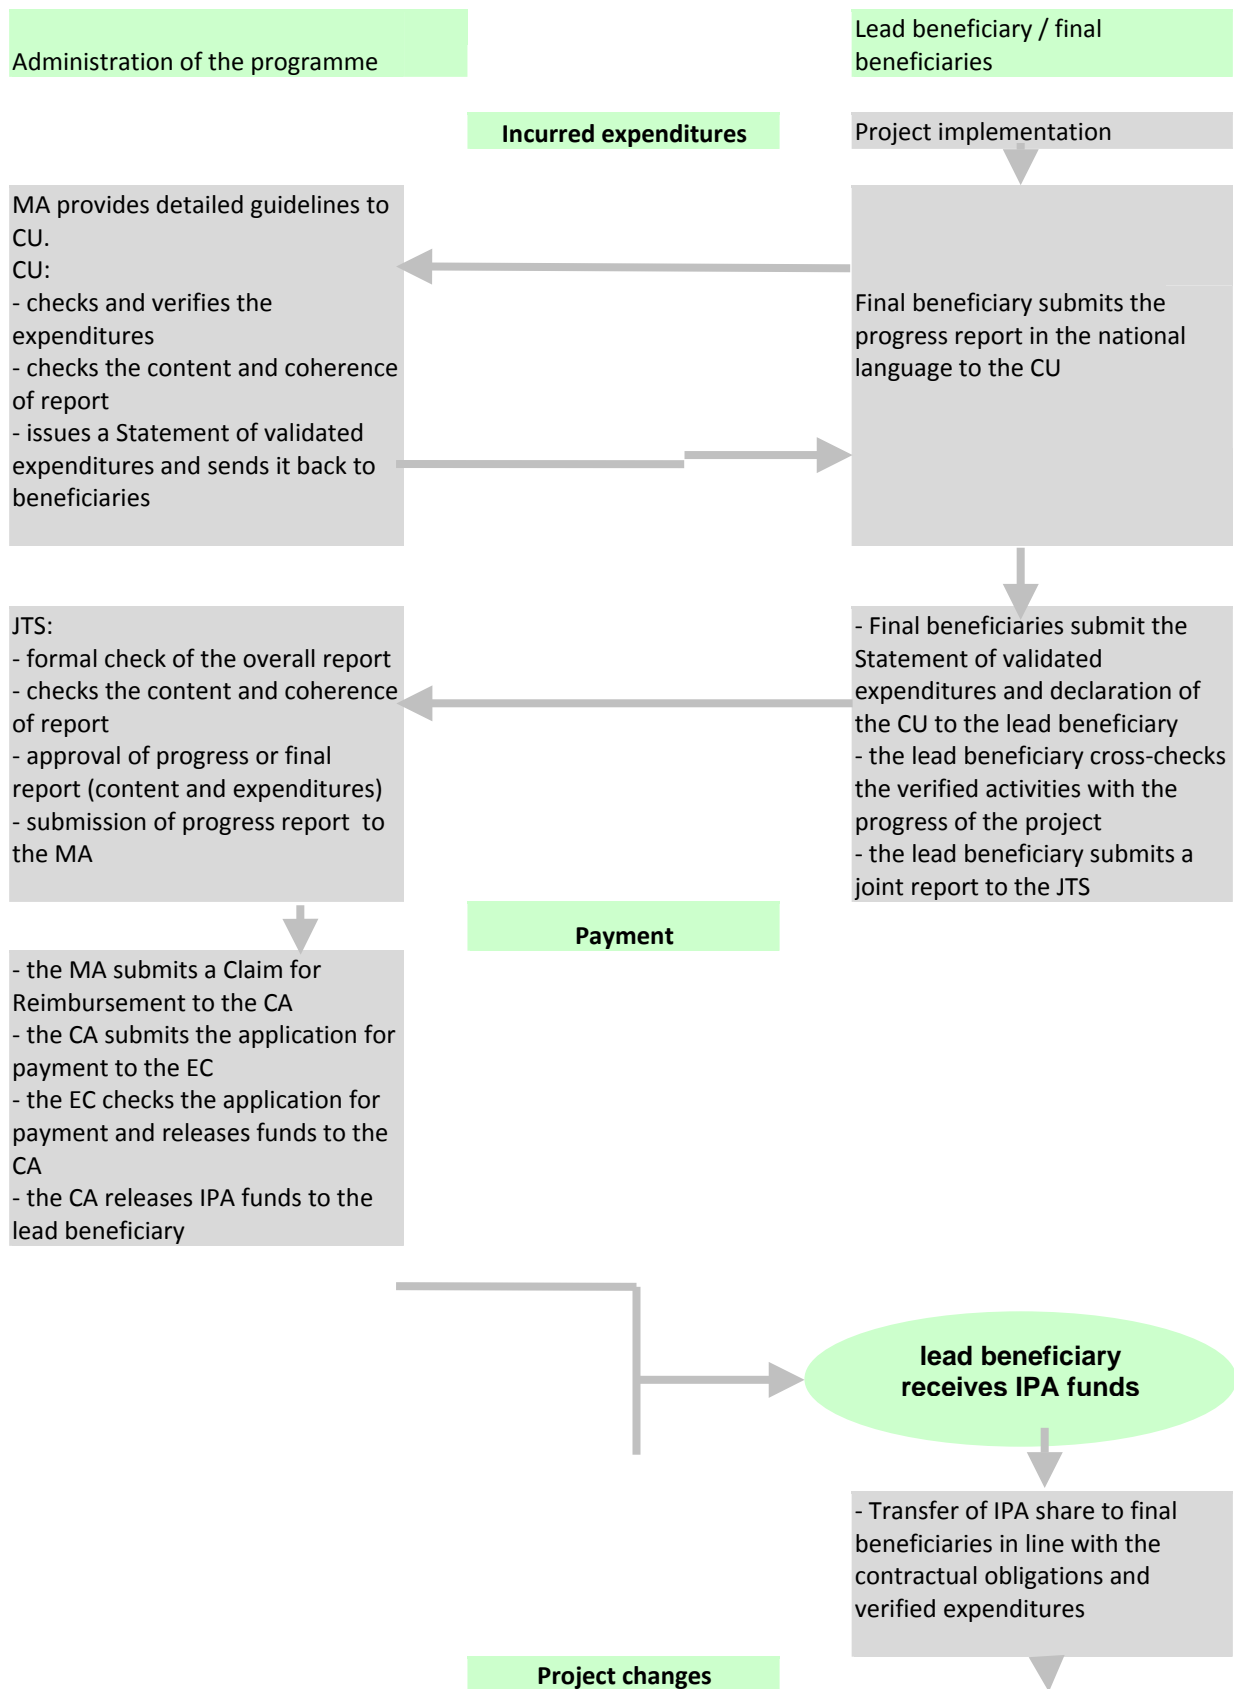 Administration of the programme
Lead beneficiary / final
beneficiaries
Incurred expenditures
Project implementation
MA provides detailed guidelines to
CU.
CU:
- checks and verifies the
expenditures
- checks the content and coherence
of report
- issues a Statement of validated
expenditures and sends it back to
beneficiaries
Final beneficiary submits the
progress report in the national
language to the CU
JTS:
- formal check of the overall report
- checks the content and coherence
of report
- approval of progress or final
report (content and expenditures)
- submission of progress report  to
the MA
- Final beneficiaries submit the
Statement of validated
expenditures and declaration of
the CU to the lead beneficiary
- the lead beneficiary cross-checks
the verified activities with the
progress of the project
- the lead beneficiary submits a
joint report to the JTS
Payment
- the MA submits a Claim for
Reimbursement to the CA
- the CA submits the application for
payment to the EC
- the EC checks the application for
payment and releases funds to the
CA
- the CA releases IPA funds to the
lead beneficiary
lead beneficiary
receives IPA funds
- Transfer of IPA share to final
beneficiaries in line with the
contractual obligations and
verified expenditures
Project changes